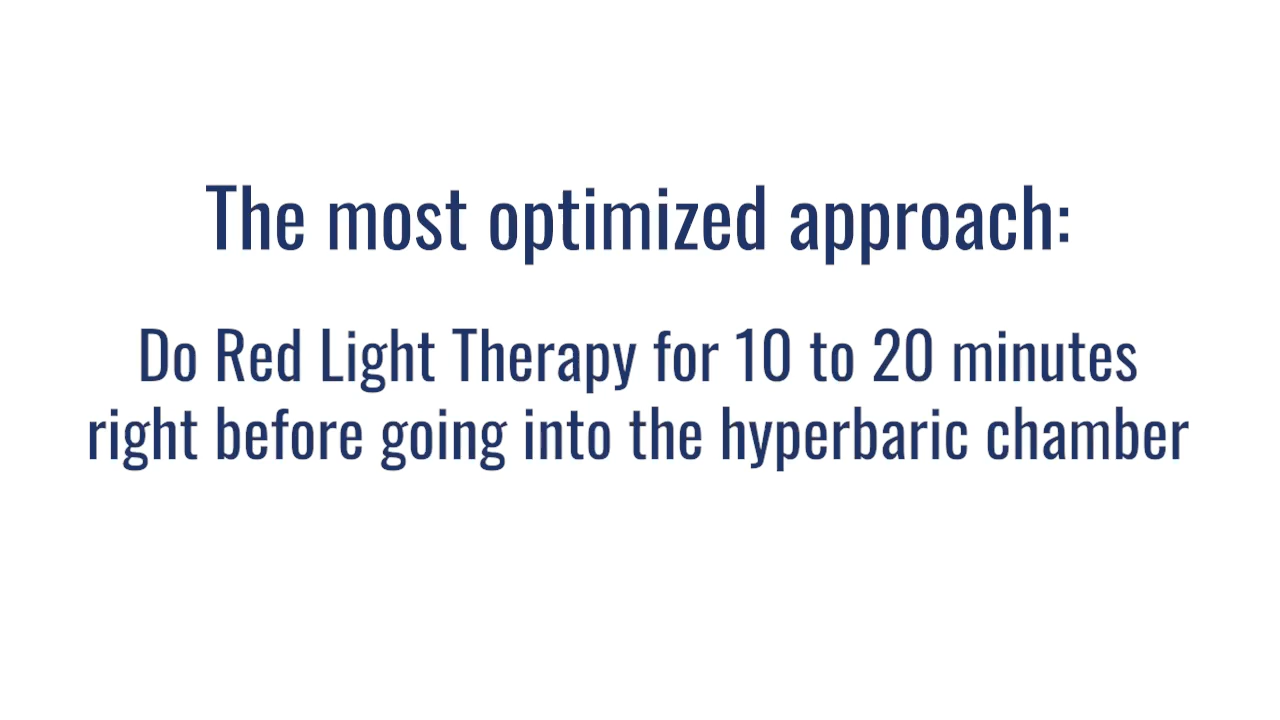 The most optimized approach:
Do Red Light Therapy for 10 to 20 minutes
right before going into the hyperbaric chamber